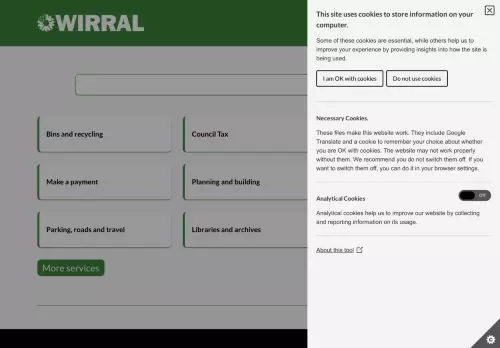 WIRRAL
Bins and recycling
Council Tax
Make a payment
Planning and building
Parking, roads and travel
Libraries and archives
More services
This site uses cookies to store information on your
computer.
Some of these cookies are essential, while others help us to
improve your experience by providing insights into how the site is
being used.
I am OK with cookies
Do not use cookies
Necessary Cookies.
These files make this website work. They include Google
Translate and a cookie to remember your choice about whether
you are OK with cookies. The website may not work properly
without them. We recommend you do not switch them off. If you
want to switch them off, you can do it in your browser settings.
Analytical Cookies
Off
Analytical cookies help us to improve our website by collecting
and reporting information on its usage.
About this tool